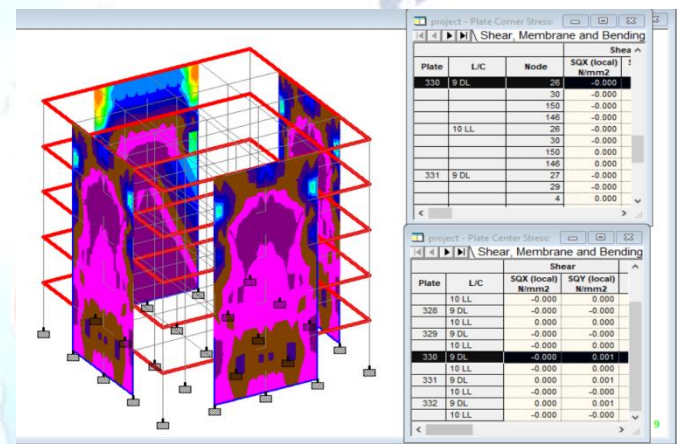 project - Plate Corner Stress:
Shear, Membrane and Bending
Shea
Plate L/C Node SQX (local) N/mm2
330 9 DL 26 -0.000
30 -0.000
150 -0.000
146 -0.000
10 LL 26 -0.000
30 -0.000
150 0.000
146 0.000
331 9 DL 27 -0.000
29 -0.000
4 0.000
project - Plate Center Stress:
Shear, Membrane and Bending
Shear
Plate L/C SQX (local) N/mm2 SQY (local) N/mm2
10 LL -0.000 0.000
328 9 DL -0.000 -0.000
10 LL -0.000 0.000
329 9 DL -0.000 -0.000
10 LL -0.000 0.000
330 9 DL -0.000 0.001
10 LL -0.000 0.000
331 9 DL 0.000 0.001
10 LL 0.000 0.000
332 9 DL 0.000 0.001
10 LL -0.000 -0.000
9